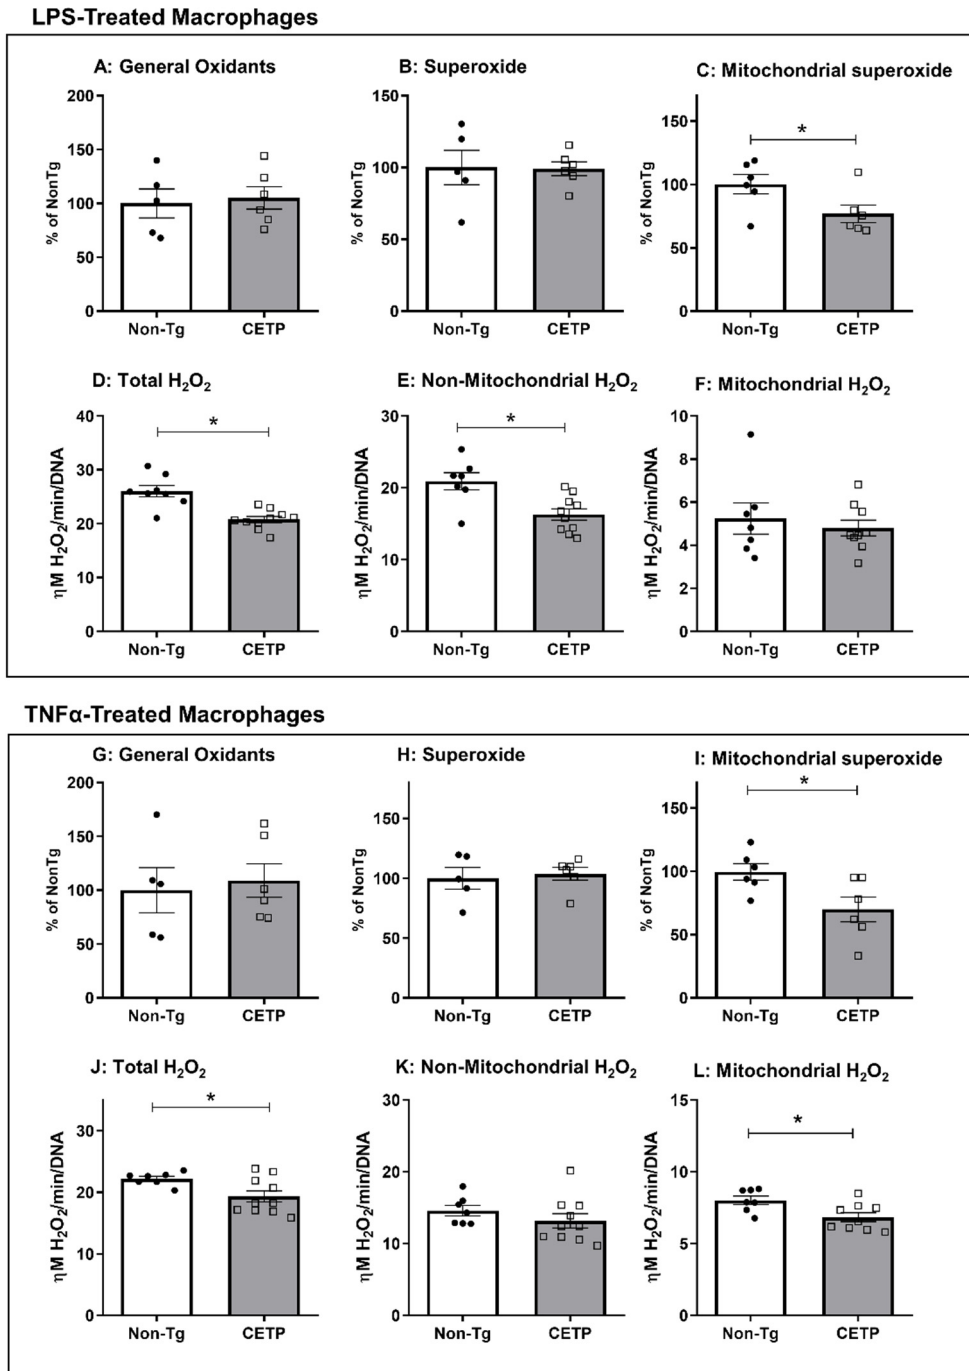 LPS-Treated Macrophages
A: General Oxidants
% of NonTg
200
150
100
50
0
Non-Tg CETP
B: Superoxide
% of NonTg
150
100
50
0
Non-Tg CETP
C: Mitochondrial superoxide
% of NonTg
150
100
50
0
*
Non-Tg CETP
D: Total H₂O₂
ηM H₂O₂/min/DNA
40
30
20
10
0
*
Non-Tg CETP
E: Non-Mitochondrial H₂O₂
ηM H₂O₂/min/DNA
30
20
10
0
*
Non-Tg CETP
F: Mitochondrial H₂O₂
ηM H₂O₂/min/DNA
10
8
6
4
2
0
Non-Tg CETP
TNFα-Treated Macrophages
G: General Oxidants
% of NonTg
200
150
100
50
0
Non-Tg CETP
H: Superoxide
% of NonTg
150
100
50
0
Non-Tg CETP
I: Mitochondrial superoxide
% of NonTg
150
100
50
0
*
Non-Tg CETP
J: Total H₂O₂
ηM H₂O₂/min/DNA
30
20
10
0
*
Non-Tg CETP
K: Non-Mitochondrial H₂O₂
ηM H₂O₂/min/DNA
30
20
10
0
Non-Tg CETP
L: Mitochondrial H₂O₂
ηM H₂O₂/min/DNA
15
10
5
0
*
Non-Tg CETP